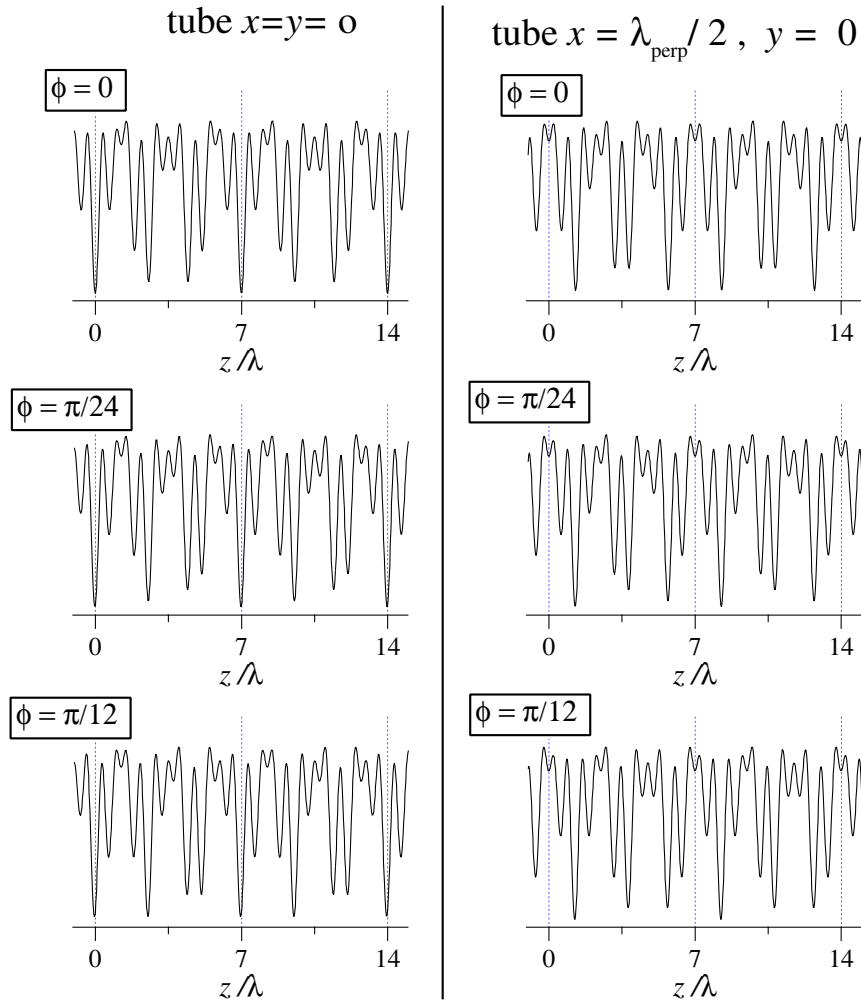 tube x=y= o
ϕ = 0
0 7 14
z/λ
ϕ = π/24
0 7 14
z/λ
ϕ = π/12
0 7 14
z/λ
tube x = λperp/ 2 , y = 0
ϕ = 0
0 7 14
z/λ
ϕ = π/24
0 7 14
z/λ
ϕ = π/12
0 7 14
z/λ